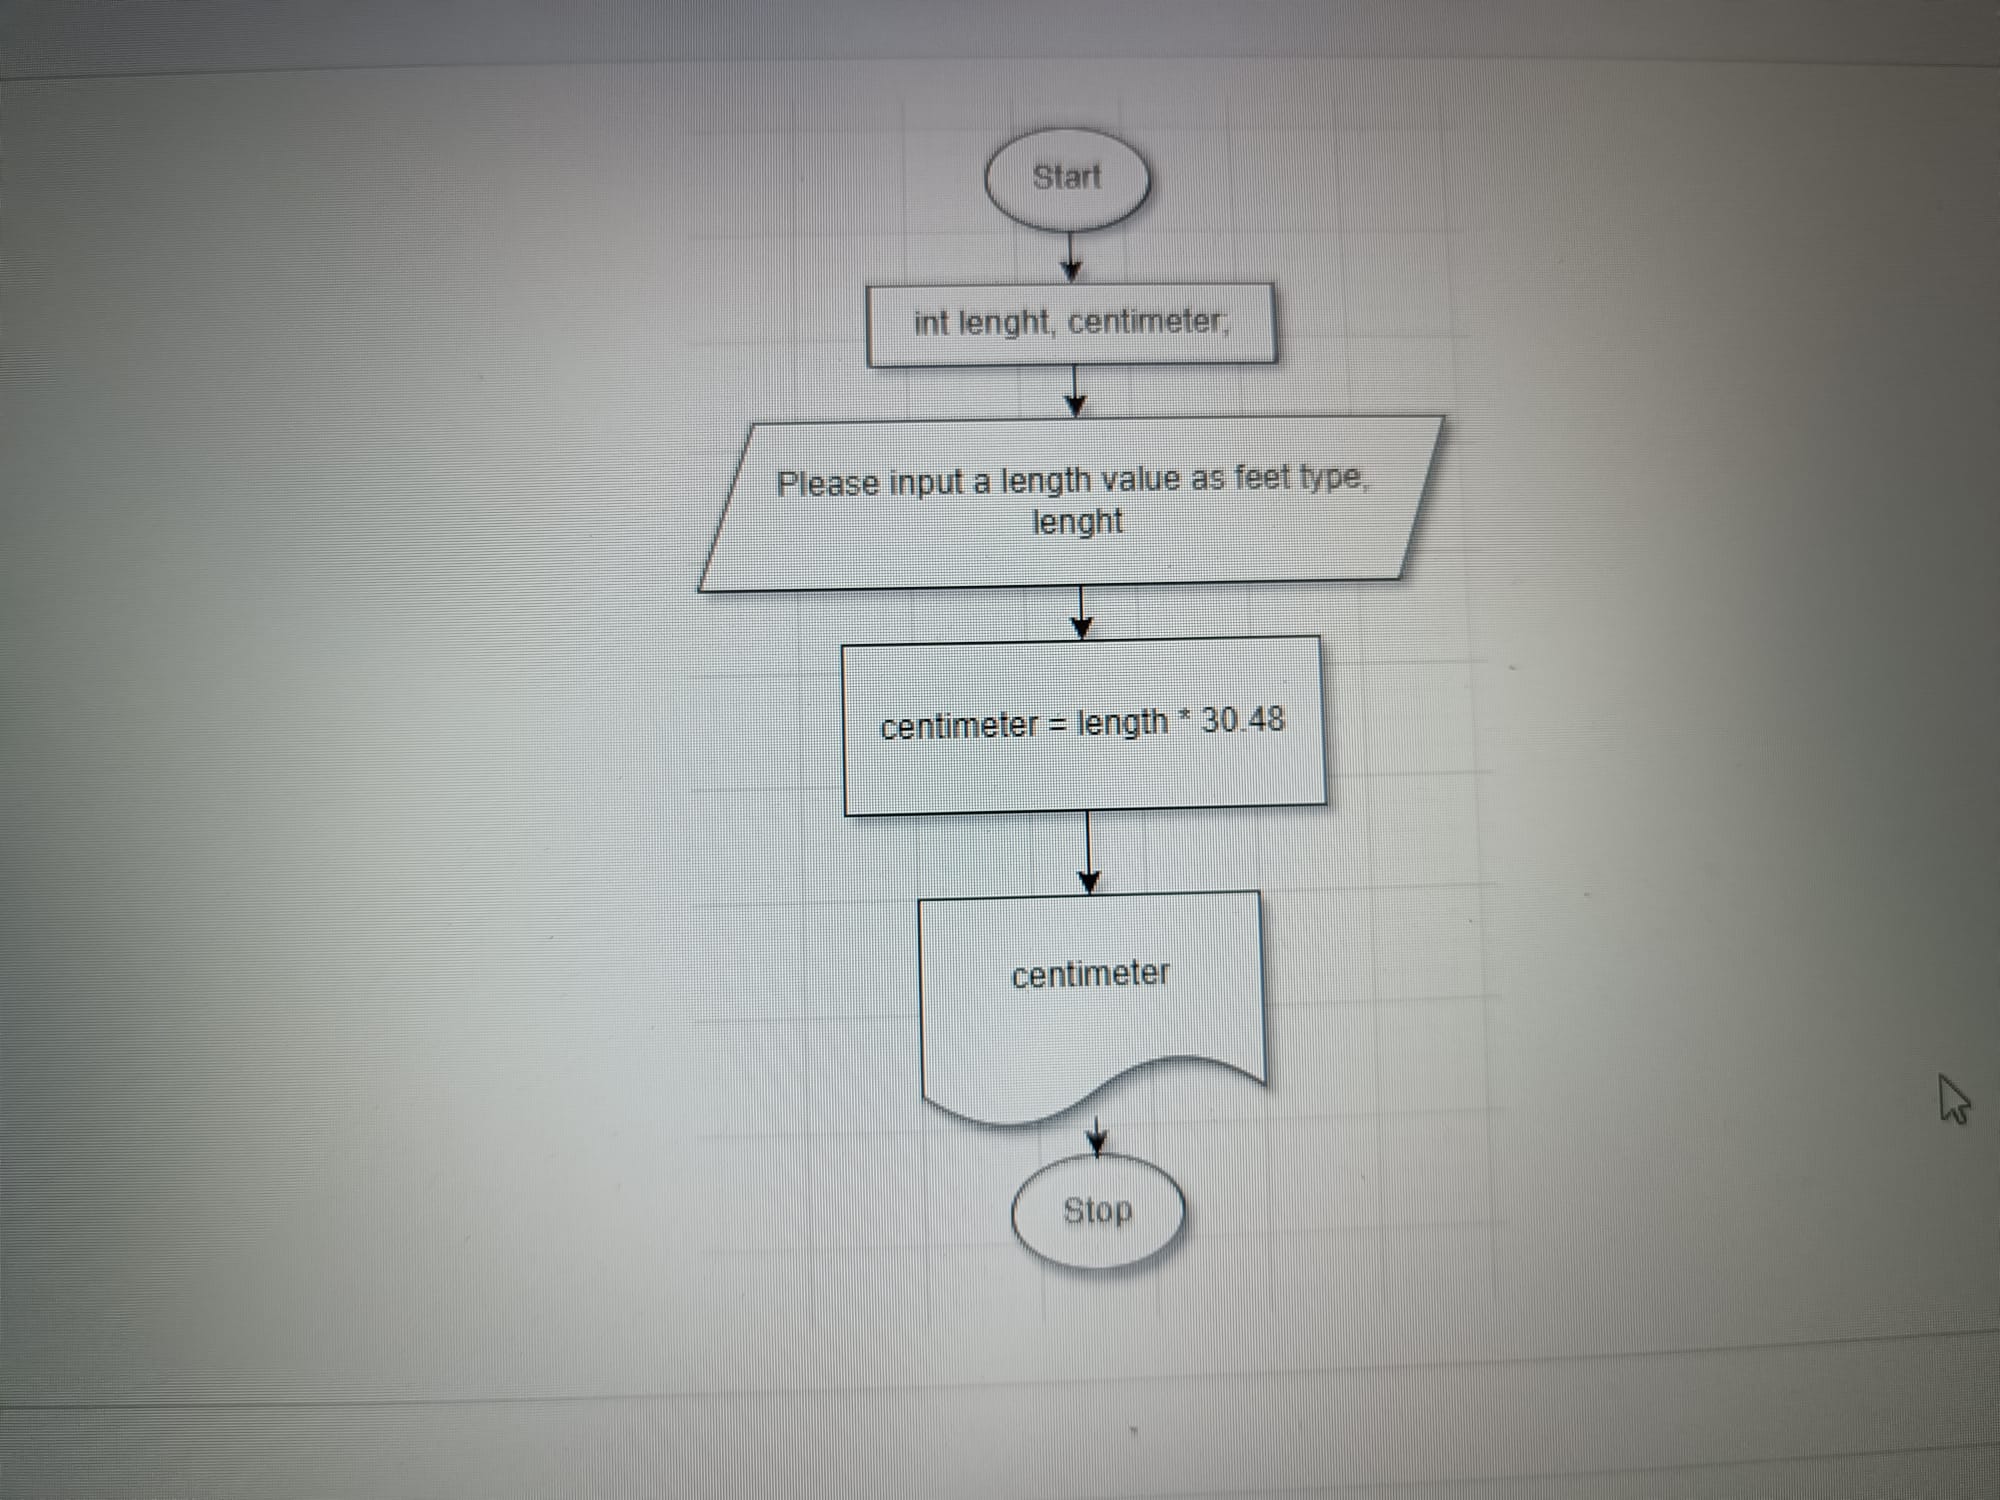 Start
int lenght, centimeter;
Please input a length value as feet type,
lenght
centimeter = length * 30.48
centimeter
Stop